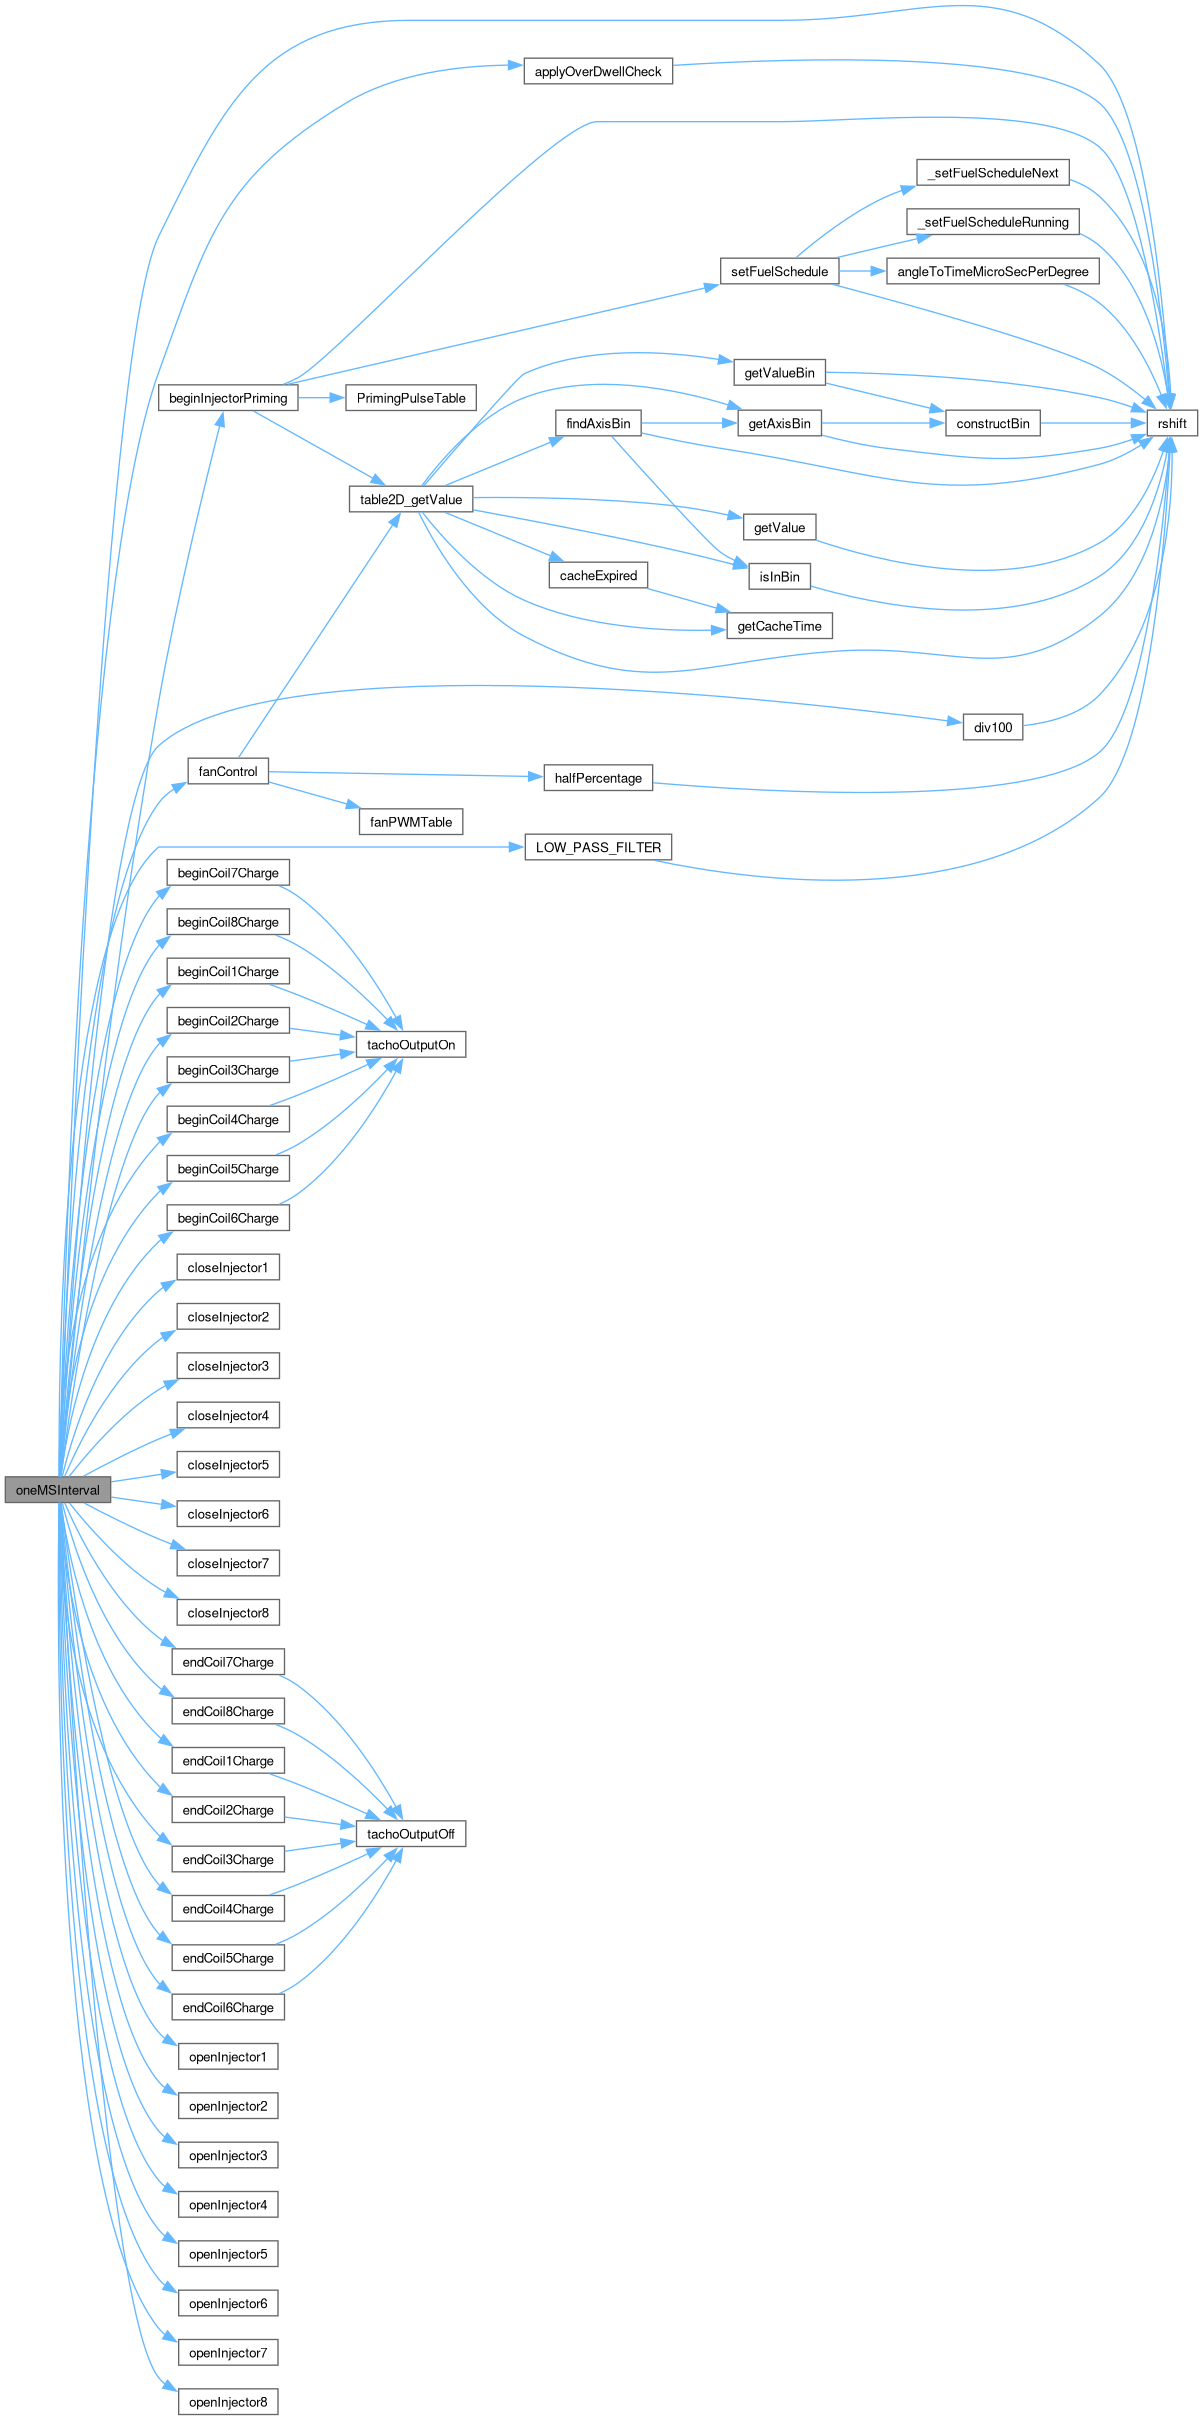 applyOverDwellCheck
_setFuelScheduleNext
_setFuelScheduleRunning
setFuelSchedule
angleToTimeMicroSecPerDegree
getValueBin
beginInjectorPriming
PrimingPulseTable
findAxisBin
getAxisBin
constructBin
rshift
table2D_getValue
getValue
cacheExpired
isInBin
getCacheTime
div100
fanControl
halfPercentage
fanPWMTable
LOW_PASS_FILTER
beginCoil7Charge
beginCoil8Charge
beginCoil1Charge
beginCoil2Charge
tachoOutputOn
beginCoil3Charge
beginCoil4Charge
beginCoil5Charge
beginCoil6Charge
closeInjector1
closeInjector2
closeInjector3
closeInjector4
closeInjector5
oneMSInterval
closeInjector6
closeInjector7
closeInjector8
endCoil7Charge
endCoil8Charge
endCoil1Charge
endCoil2Charge
tachoOutputOff
endCoil3Charge
endCoil4Charge
endCoil5Charge
endCoil6Charge
openInjector1
openInjector2
openInjector3
openInjector4
openInjector5
openInjector6
openInjector7
openInjector8